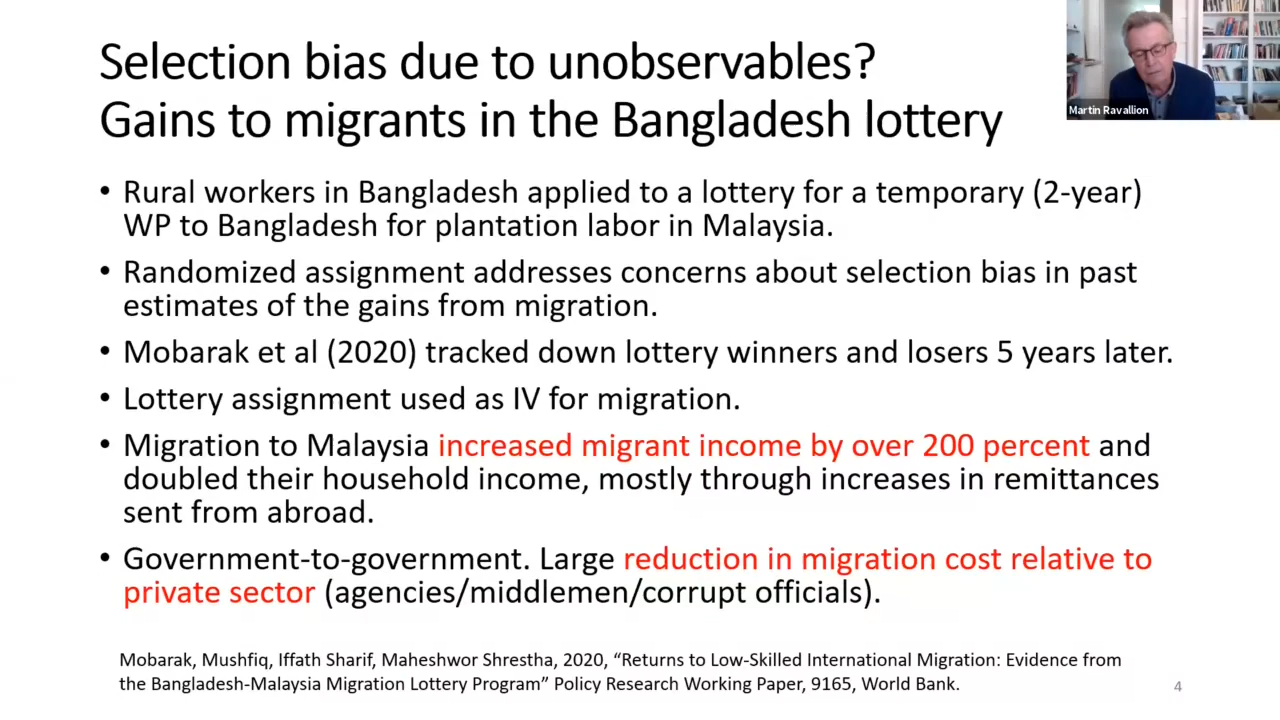 Selection bias due to unobservables?
Gains to migrants in the Bangladesh lottery
Martin Ravallion
• Rural workers in Bangladesh applied to a lottery for a temporary (2-year)
WP to Bangladesh for plantation labor in Malaysia.
• Randomized assignment addresses concerns about selection bias in past
estimates of the gains from migration.
• Mobarak et al (2020) tracked down lottery winners and losers 5 years later.
• Lottery assignment used as IV for migration.
• Migration to Malaysia increased migrant income by over 200 percent and
doubled their household income, mostly through increases in remittances
sent from abroad.
• Government-to-government. Large reduction in migration cost relative to
private sector (agencies/middlemen/corrupt officials).
Mobarak, Mushfiq, Iffath Sharif, Maheshwor Shrestha, 2020, “Returns to Low-Skilled International Migration: Evidence from
the Bangladesh-Malaysia Migration Lottery Program” Policy Research Working Paper, 9165, World Bank.
4